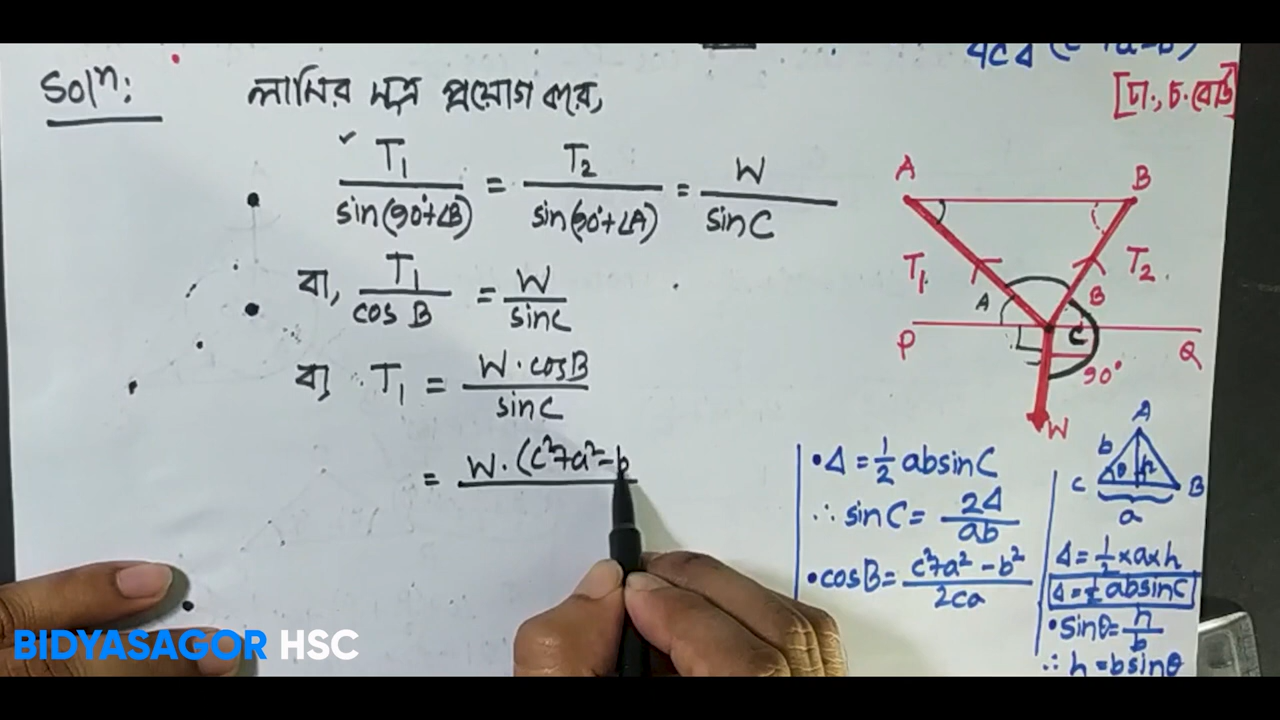 [ঢা., চ. বোর্ড]
Solⁿ: লামির সূত্র প্রয়োগ করে,
T₁/sin(90°+∠B) = T₂/sin(90°+∠A) = W/sinC
বা, T₁/cos B = W/sinC
বা, T₁ = W·cosB/sinC
= W·(c²+a²-b
A B
T₁ T₂
A B
P C Q
90°
W
•Δ = 1/2 absinC
∴ sinC = 2Δ/ab
•cosB = c²+a²-b²/2ca
A
b θ h
C B
a
Δ = 1/2×a×h
Δ = 1/2 absinC
•sinθ = h/b
∴ h = bsinθ
BIDYASAGOR HSC